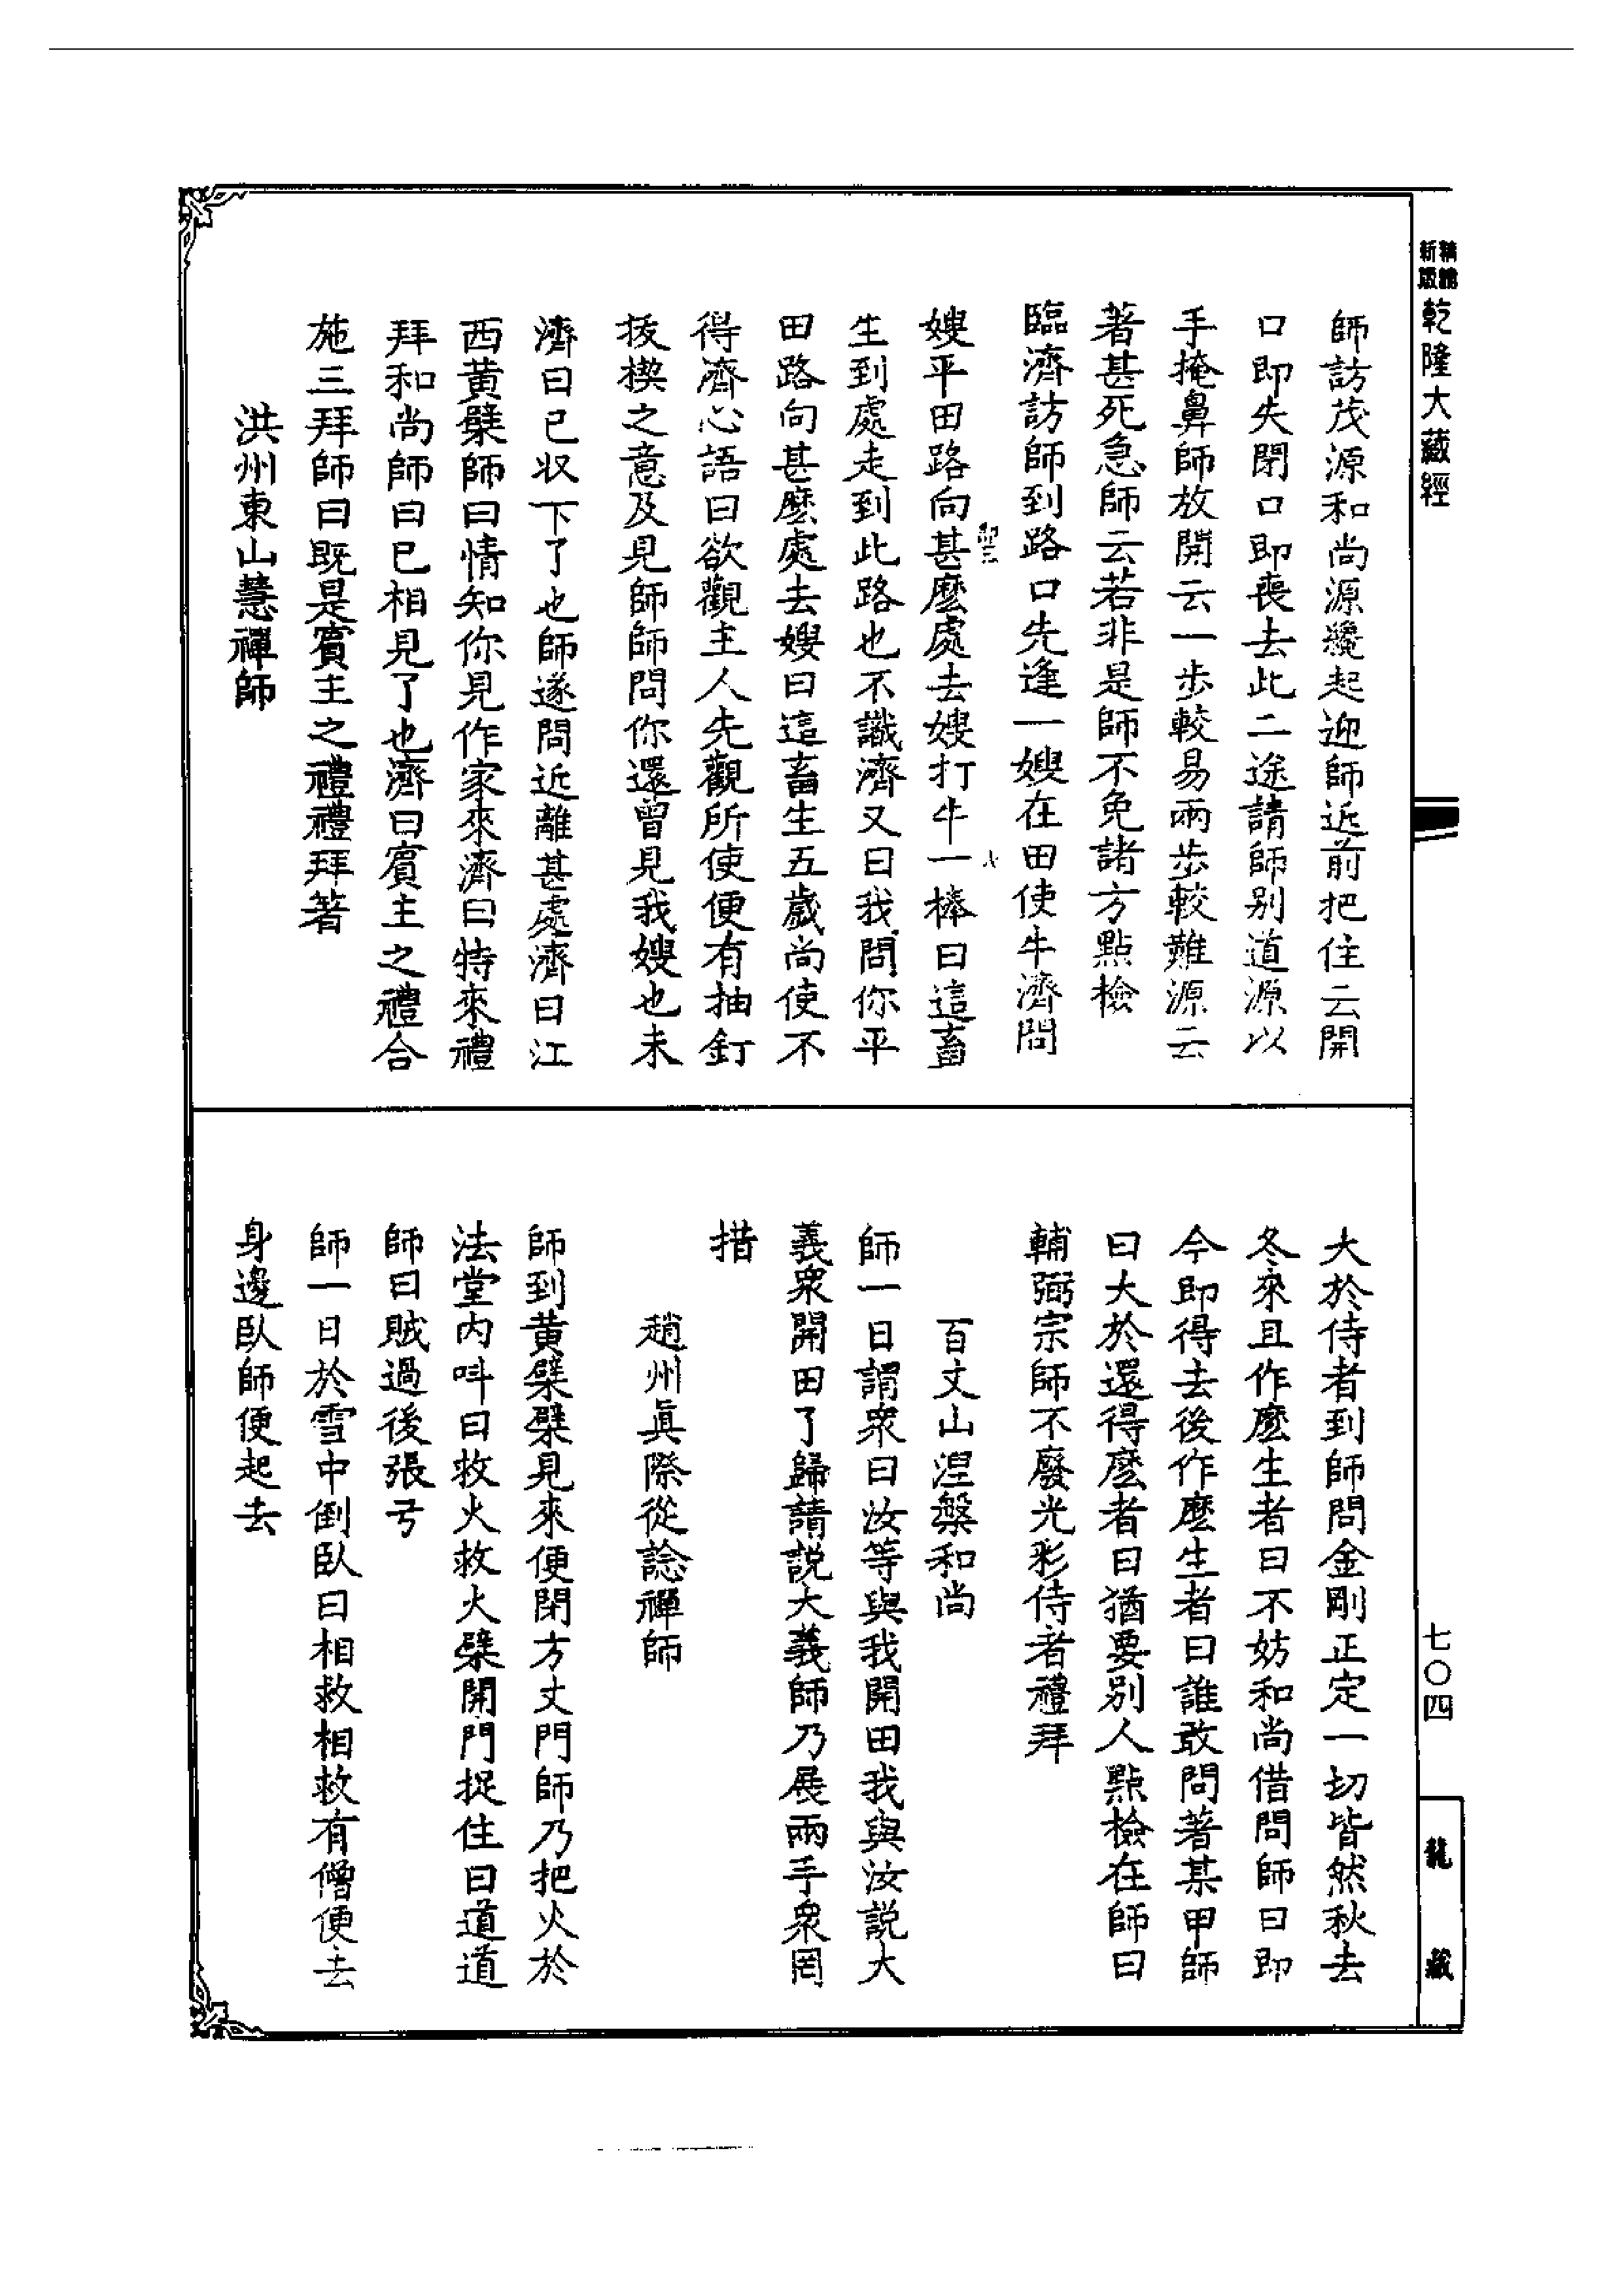 新版精縮
乾隆大藏經
師訪茂源和尚源纔起迎師近前把住云開
口即失閉口即喪去此二途請師别道源以
手掩鼻師放開云一步較易兩步較難源云
著甚死急師云若非是師不免諸方點檢
臨濟訪師到路口先逢一嫂在田使牛濟問
嫂平田路向甚麽處去嫂打牛一棒曰這畜
生到處走到此路也不識濟又曰我問你平
田路向甚麽處去嫂曰這畜生五歲尚使不
得濟心語曰欲觀主人先觀所使便有抽釘
拔楔之意及見師師問你還曾見我嫂也未
濟曰已収下了也師遂問近離甚處濟曰江
西黄檗師曰情知你見作家來濟曰特來禮
拜和尚師曰已相見了也濟曰賓主之禮合
施三拜師曰既是賓主之禮禮拜著
洪州東山慧禪師
大於侍者到師問金剛正定一切皆然秋去
冬來且作麽生者曰不妨和尚借問師曰即
今即得去後作麽生者曰誰敢問著某甲師
曰大於還得麽者曰猶要别人點檢在師曰
輔弼宗師不廢光彩侍者禮拜
百丈山涅槃和尚
師一日謂衆曰汝等與我開田我與汝説大
義衆開田了歸請説大義師乃展兩手衆罔
措
趙州眞際從諗禪師
師到黄檗檗見來便閉方丈門師乃把火於
法堂内呌曰救火救火檗開門捉住曰道道
師曰賊過後張弓
師一日於雪中倒臥曰相救相救有僧便去
身邊臥師便起去
七〇四
龍藏